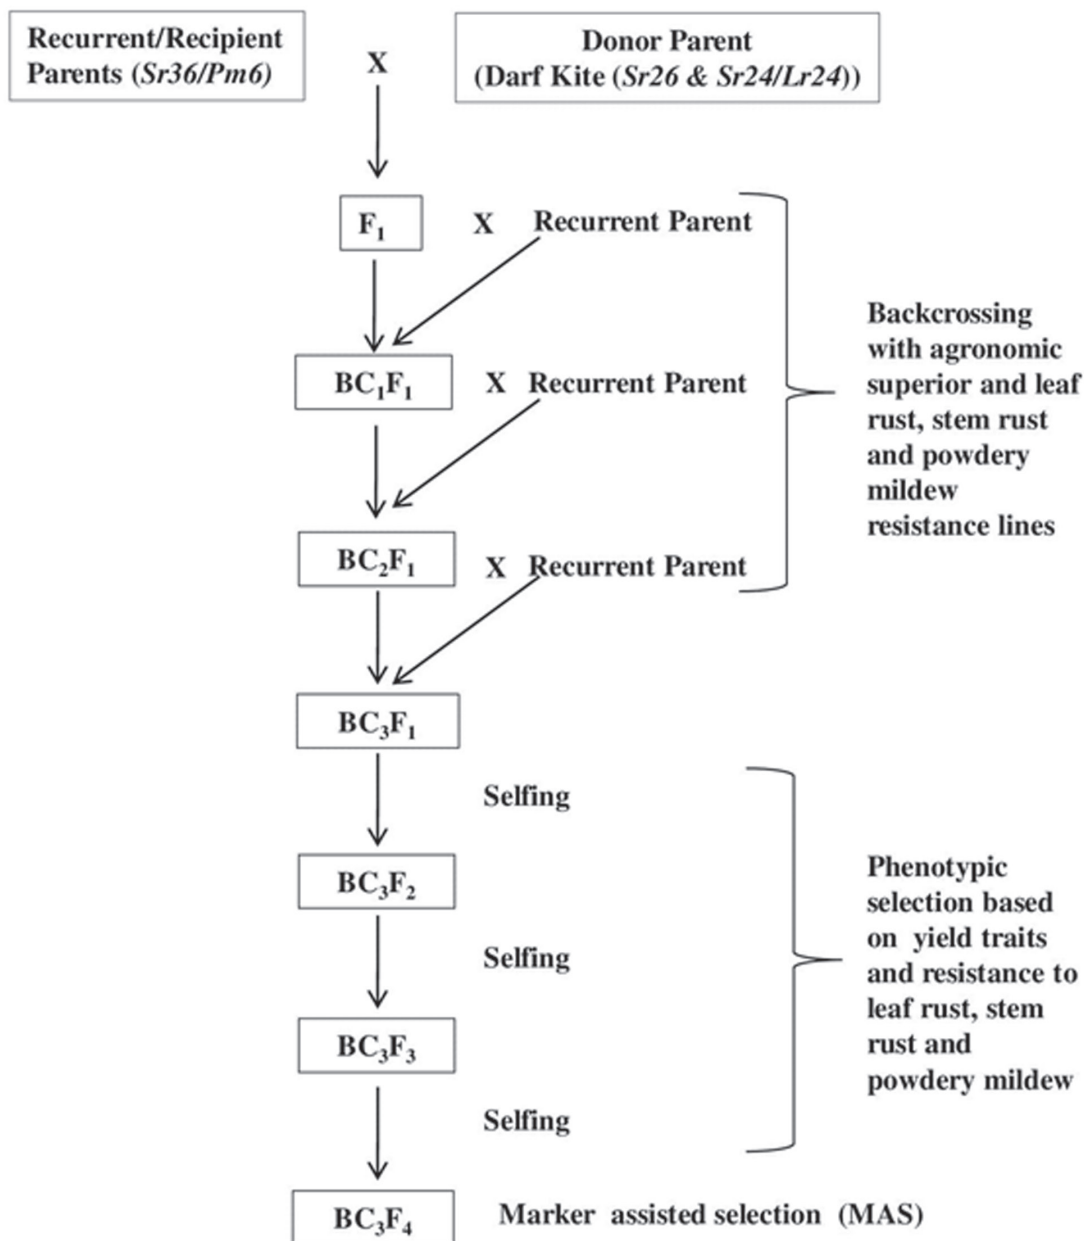 Recurrent/Recipient
Parents (Sr36/Pm6)
X
Donor Parent
(Darf Kite (Sr26 & Sr24/Lr24))
F₁
X Recurrent Parent
BC₁F₁
X Recurrent Parent
BC₂F₁
X Recurrent Parent
Backcrossing
with agronomic
superior and leaf
rust, stem rust
and powdery
mildew
resistance lines
BC₃F₁
Selfing
BC₃F₂
Selfing
BC₃F₃
Selfing
Phenotypic
selection based
on yield traits
and resistance to
leaf rust, stem
rust and
powdery mildew
BC₃F₄
Marker assisted selection (MAS)